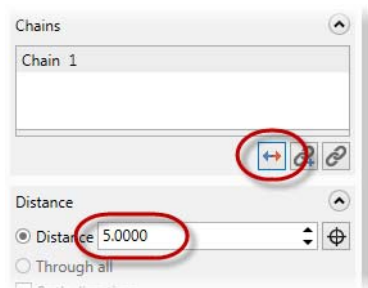 Chains
Chain 1
Distance
Distance 5.0000
Through all